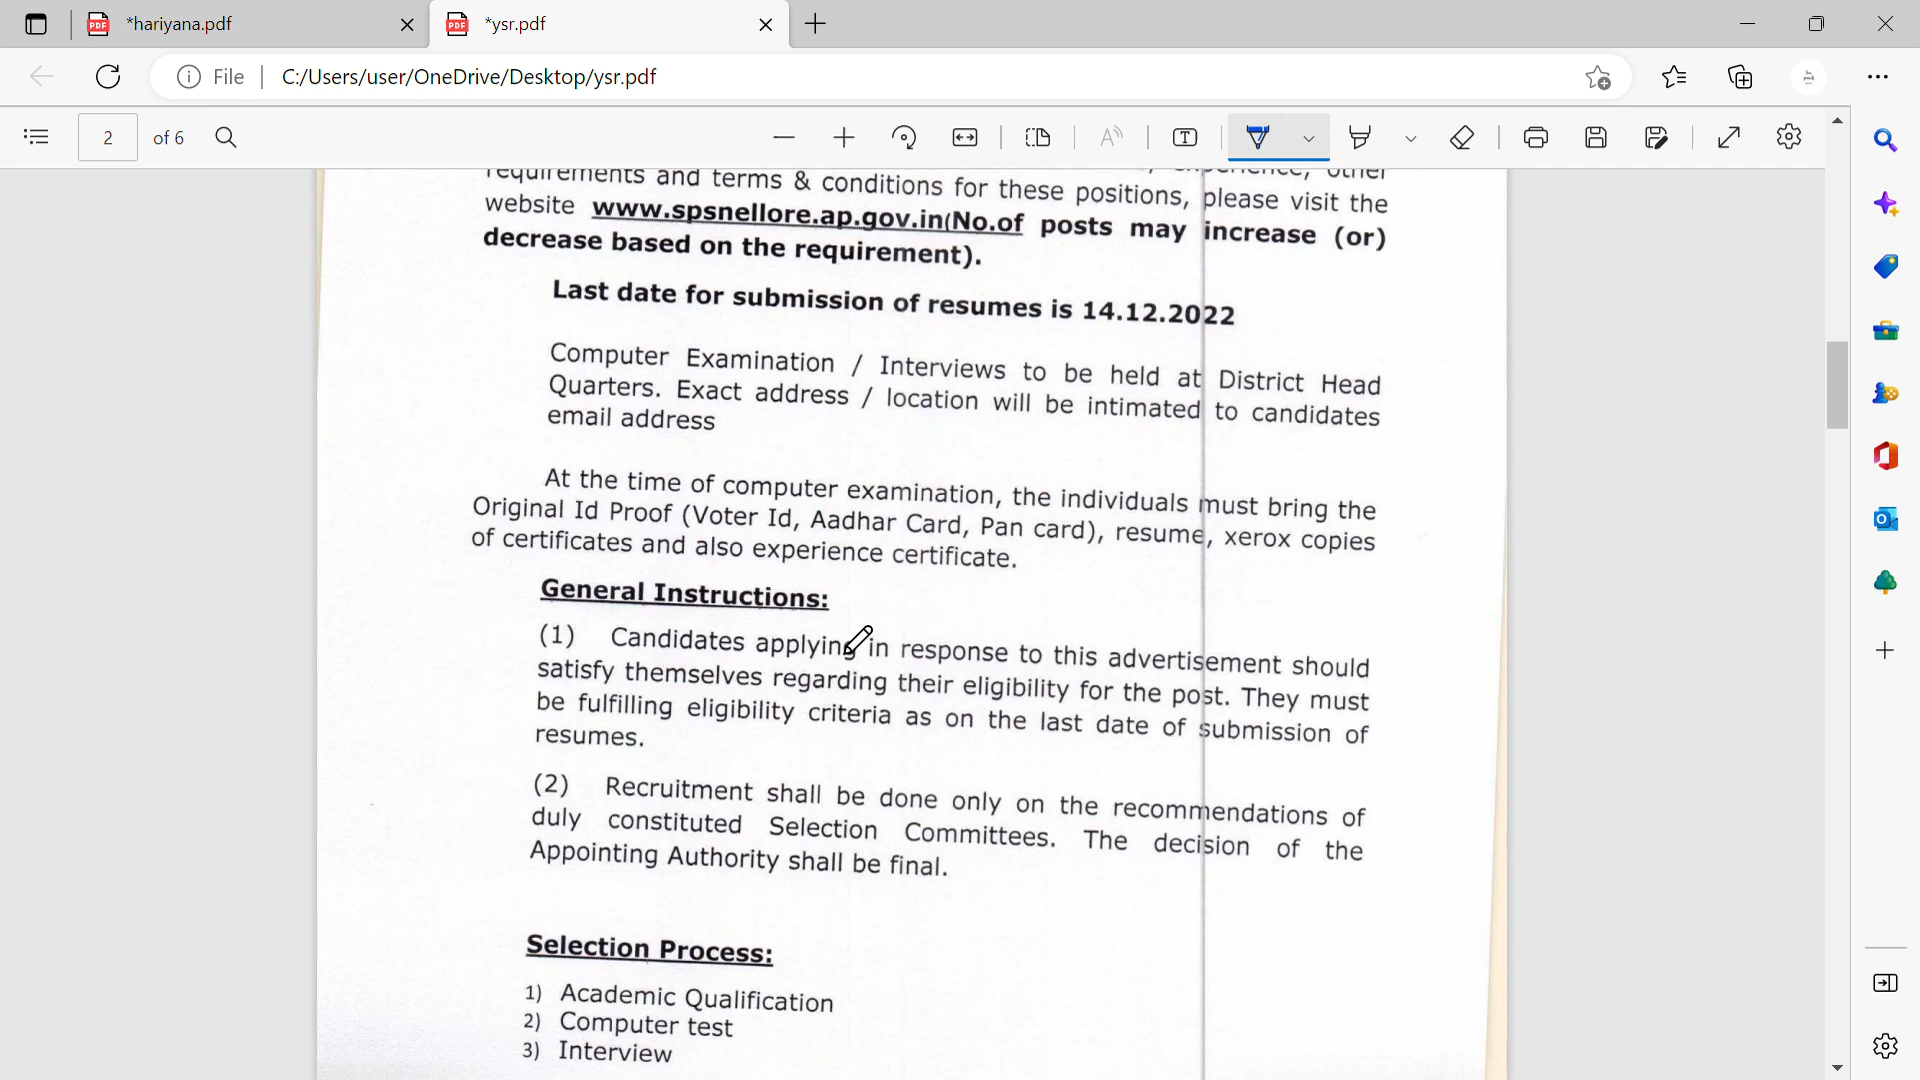 *hariyana.pdf
*ysr.pdf
File
C:/Users/user/OneDrive/Desktop/ysr.pdf
2 of 6
requirements and terms & conditions for these positions, please visit the
website www.spsnellore.ap.gov.in(No.of posts may increase (or)
decrease based on the requirement).
Last date for submission of resumes is 14.12.2022
Computer Examination / Interviews to be held at District Head
Quarters. Exact address / location will be intimated to candidates
email address
At the time of computer examination, the individuals must bring the
Original Id Proof (Voter Id, Aadhar Card, Pan card), resume, xerox copies
of certificates and also experience certificate.
General Instructions:
(1) Candidates applying in response to this advertisement should
satisfy themselves regarding their eligibility for the post. They must
be fulfilling eligibility criteria as on the last date of submission of
resumes.
(2) Recruitment shall be done only on the recommendations of
duly constituted Selection Committees. The decision of the
Appointing Authority shall be final.
Selection Process:
1) Academic Qualification
2) Computer test
3) Interview